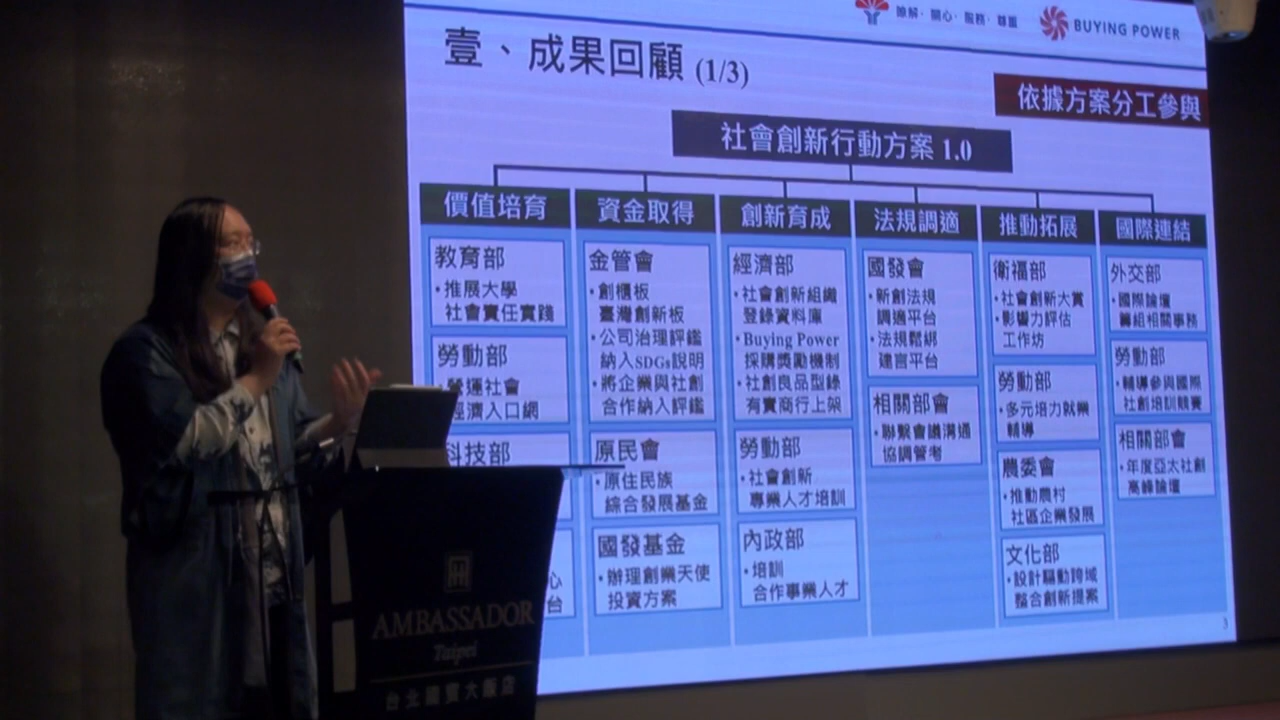 瞭解· 關心· 服務· 尊重
BUYING POWER
壹、成果回顧 (1/3)
依據方案分工參與
社會創新行動方案 1.0
價值培育
教育部
·推展大學
社會責任實踐
勞動部
營運社會
經濟入口網
科技部
心
台
資金取得
金管會
·創櫃板
臺灣創新板
·公司治理評鑑
納入SDGs說明
·將企業與社創
合作納入評鑑
原民會
·原住民族
綜合發展基金
國發基金
·辦理創業天使
投資方案
創新育成
經濟部
·社會創新組織
登錄資料庫
·Buying Power
採購獎勵機制
·社創良品型錄
有實商行上架
勞動部
·社會創新
專業人才培訓
內政部
·培訓
合作事業人才
法規調適
國發會
·新創法規
調適平台
·法規鬆綁
建言平台
相關部會
·聯繫會議溝通
協調管考
推動拓展
衛福部
·社會創新大賞
·影響力評估
工作坊
勞動部
·多元培力就業
輔導
農委會
·推動農村
社區企業發展
文化部
·設計驅動跨域
整合創新提案
國際連結
外交部
·國際論壇
籌組相關事務
勞動部
·輔導參與國際
社創培訓競賽
相關部會
·年度亞太社創
高峰論壇
3
AMBASSADOR
Taipei
台北國賓大飯店